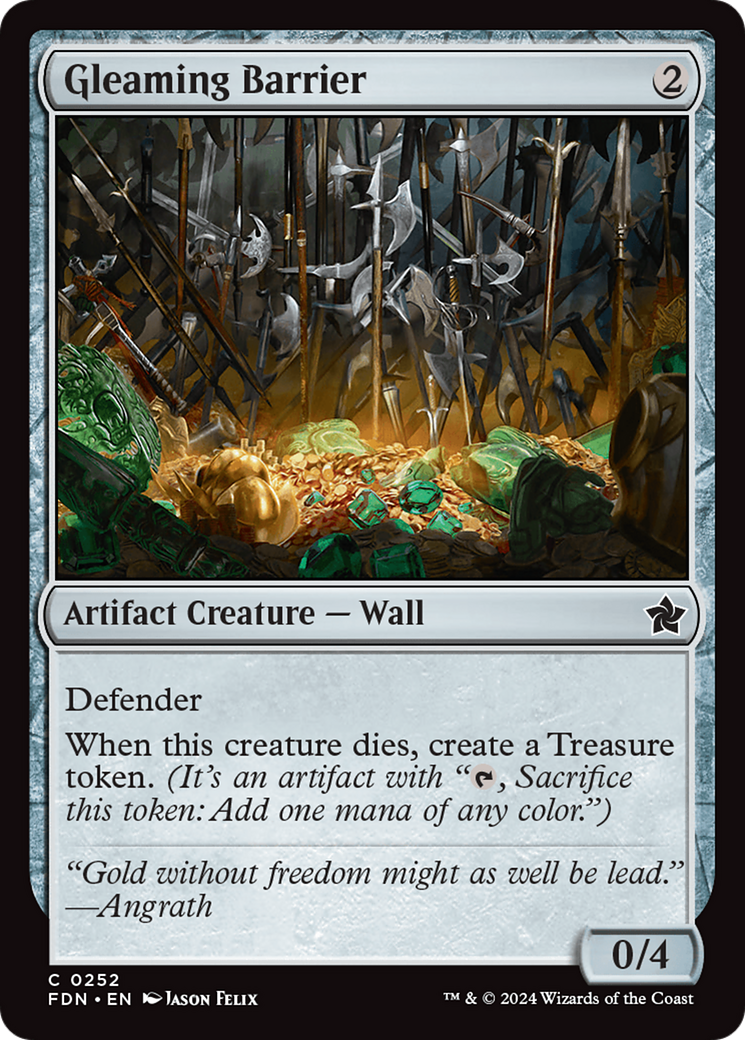 Gleaming Barrier 2
Artifact Creature — Wall
Defender
When this creature dies, create a Treasure
token. (It's an artifact with “, Sacrifice
this token: Add one mana of any color.”)
“Gold without freedom might as well be lead.”
—Angrath
0/4
C 0252
FDN • EN Jason Felix
™ & © 2024 Wizards of the Coast